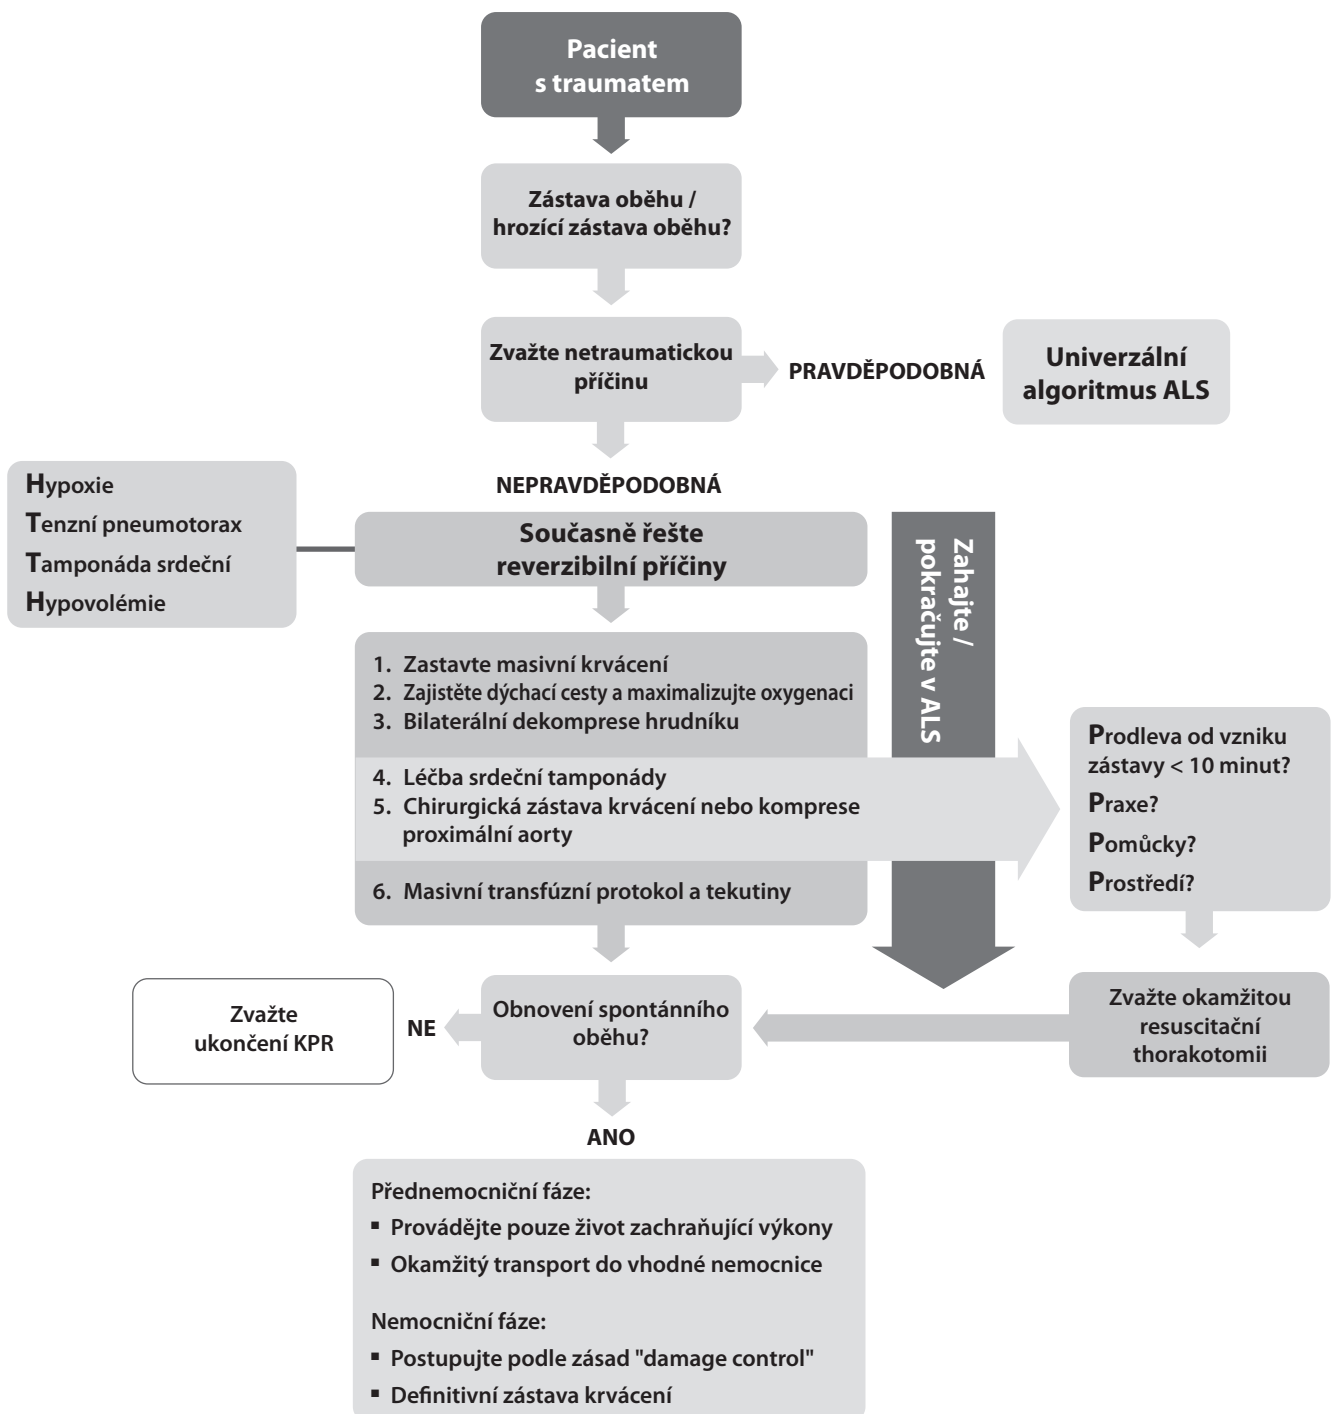 Pacient
s traumatem
Zástava oběhu /
hrozící zástava oběhu?
Zvažte netraumatickou
příčinu
PRAVDĚPODOBNÁ
Univerzální
algoritmus ALS
NEPRAVDĚPODOBNÁ
Hypoxie
Tenzní pneumotorax
Tamponáda srdeční
Hypovolémie
Současně řešte
reverzibilní příčiny
Zahajte /
pokračujte v ALS
1. Zastavte masivní krvácení
2. Zajistěte dýchací cesty a maximalizujte oxygenaci
3. Bilaterální dekomprese hrudníku
4. Léčba srdeční tamponády
5. Chirurgická zástava krvácení nebo komprese
proximální aorty
6. Masivní transfúzní protokol a tekutiny
Prodleva od vzniku
zástavy < 10 minut?
Praxe?
Pomůcky?
Prostředí?
Zvažte okamžitou
resuscitační
thorakotomii
Obnovení spontánního
oběhu?
NE
Zvažte
ukončení KPR
ANO
Přednemocniční fáze:
▪ Provádějte pouze život zachraňující výkony
▪ Okamžitý transport do vhodné nemocnice
Nemocniční fáze:
▪ Postupujte podle zásad "damage control"
▪ Definitivní zástava krvácení